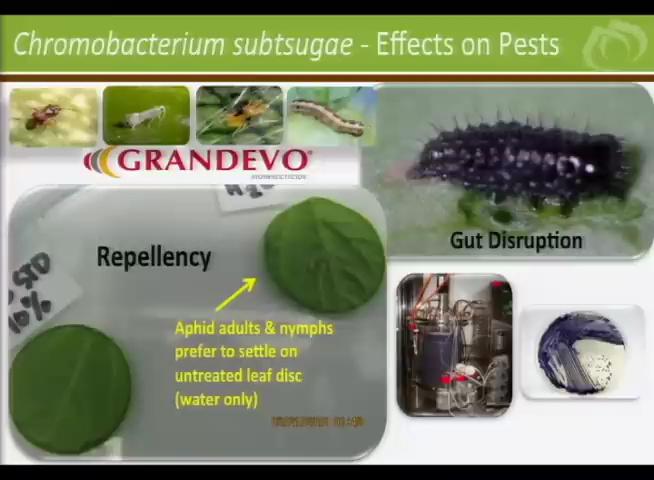 Chromobacterium subtsugae - Effects on Pests
GRANDEVO®
Repellency
Gut Disruption
10%
Aphid adults & nymphs
prefer to settle on
untreated leaf disc
(water only)